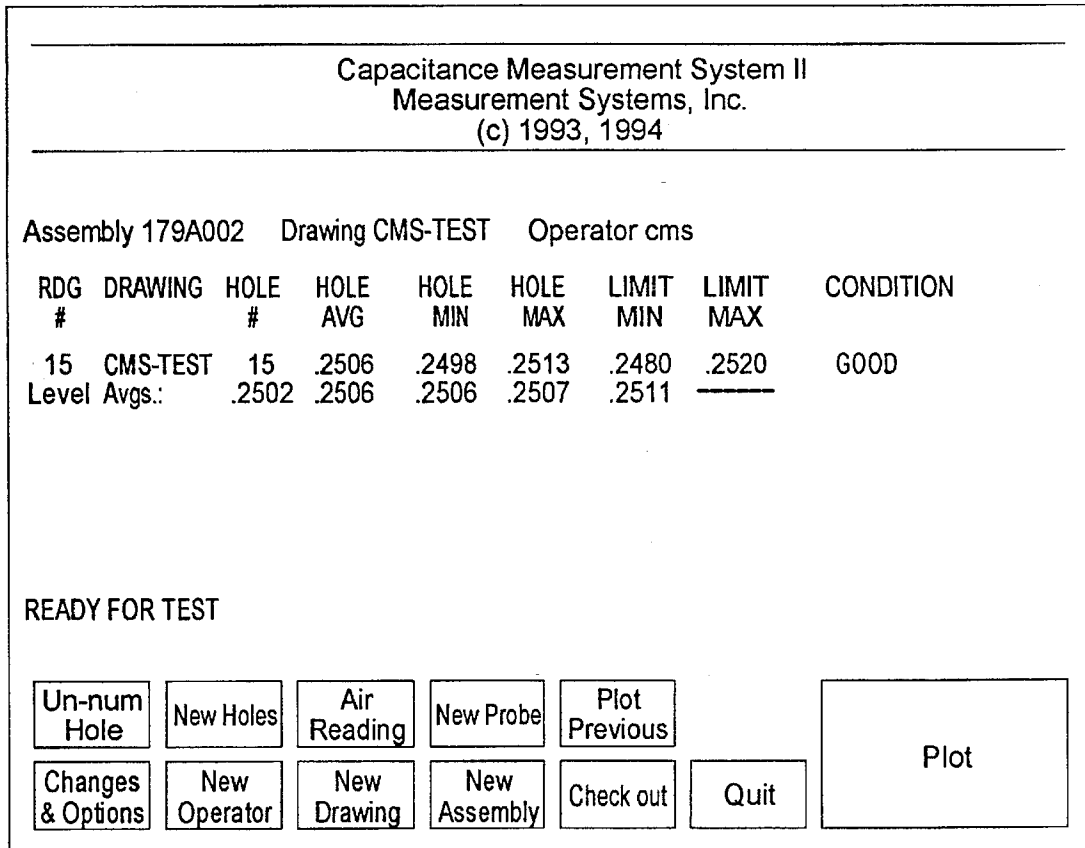 Capacitance Measurement System II
Measurement Systems, Inc.
(c) 1993, 1994
Assembly 179A002 Drawing CMS-TEST Operator cms
RDG DRAWING HOLE HOLE HOLE HOLE LIMIT LIMIT CONDITION
# # AVG MIN MAX MIN MAX
15 CMS-TEST 15 .2506 .2498 .2513 .2480 .2520 GOOD
Level Avgs.: .2502 .2506 .2506 .2507 .2511 ———
READY FOR TEST
Un-num Hole
New Holes
Air Reading
New Probe
Plot Previous
Plot
Changes & Options
New Operator
New Drawing
New Assembly
Check out
Quit